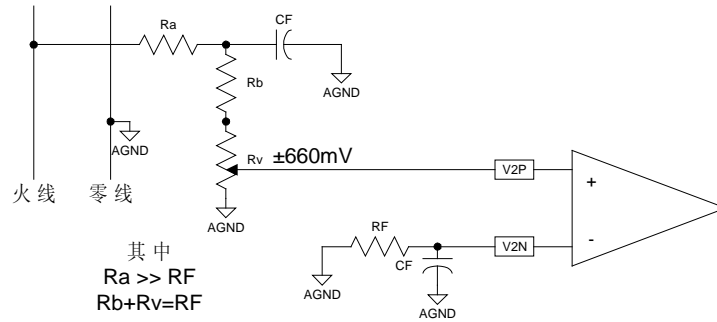 Ra
CF
AGND
Rb
AGND
Rv
±660mV
V2P
+
火线
零线
AGND
RF
V2N
-
CF
其中
AGND
Ra >> RF
AGND
Rb+Rv=RF